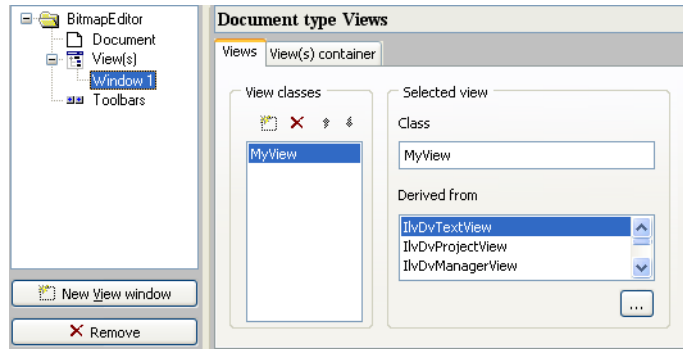 BitmapEditor
Document
View(s)
Window 1
Toolbars
New View window
Remove
Document type Views
Views
View(s) container
View classes
MyView
Selected view
Class
MyView
Derived from
IlvDvTextView
IlvDvProjectView
IlvDvManagerView
...